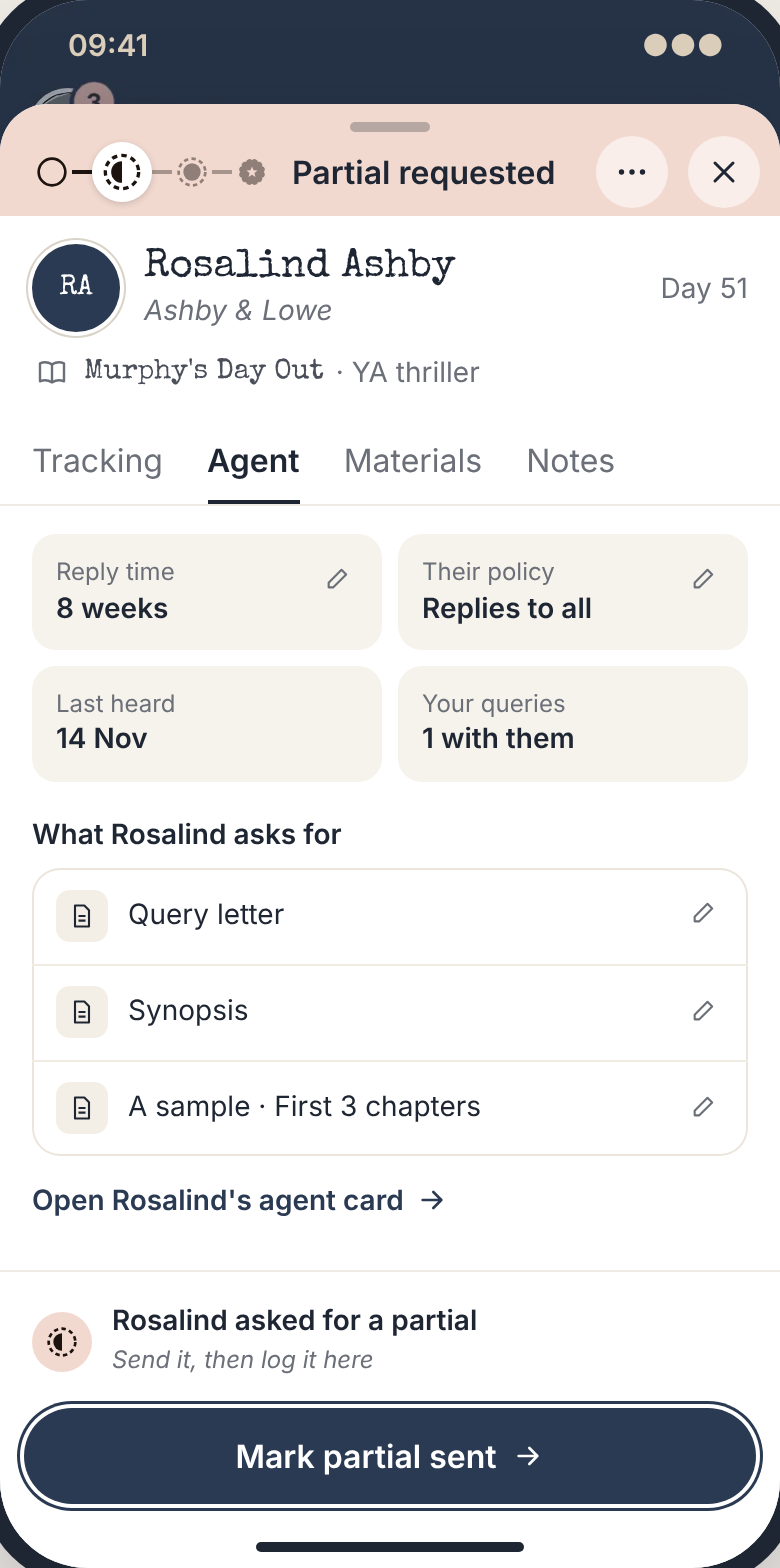 09:41
3
Partial requested
RA
Rosalind Ashby
Ashby & Lowe
Day 51
Murphy's Day Out · YA thriller
Tracking Agent Materials Notes
Reply time
8 weeks
Their policy
Replies to all
Last heard
14 Nov
Your queries
1 with them
What Rosalind asks for
Query letter
Synopsis
A sample · First 3 chapters
Open Rosalind's agent card →
Rosalind asked for a partial
Send it, then log it here
Mark partial sent →